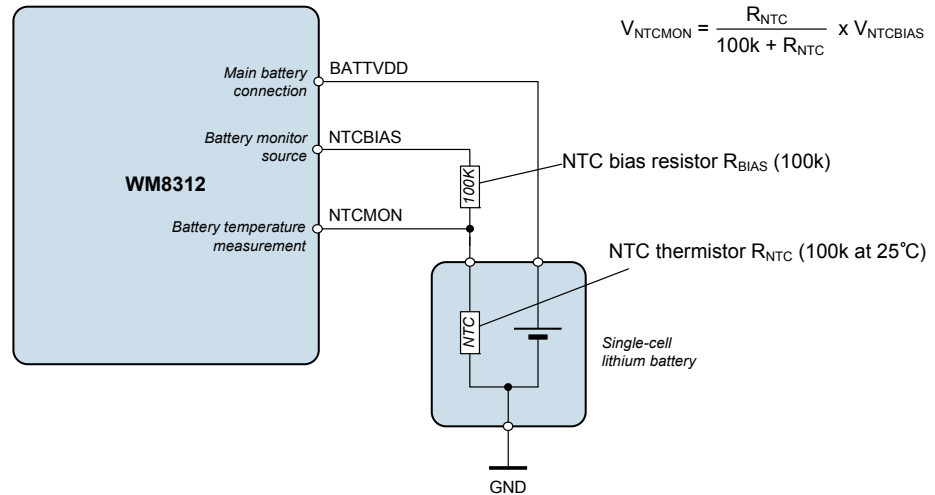 V_NTCMON = R_NTC / (100k + R_NTC) x V_NTCBIAS
Main battery
connection
BATTVDD
Battery monitor
source
NTCBIAS
NTC bias resistor R_BIAS (100k)
100K
WM8312
Battery temperature
measurement
NTCMON
NTC thermistor R_NTC (100k at 25°C)
NTC
Single-cell
lithium battery
GND